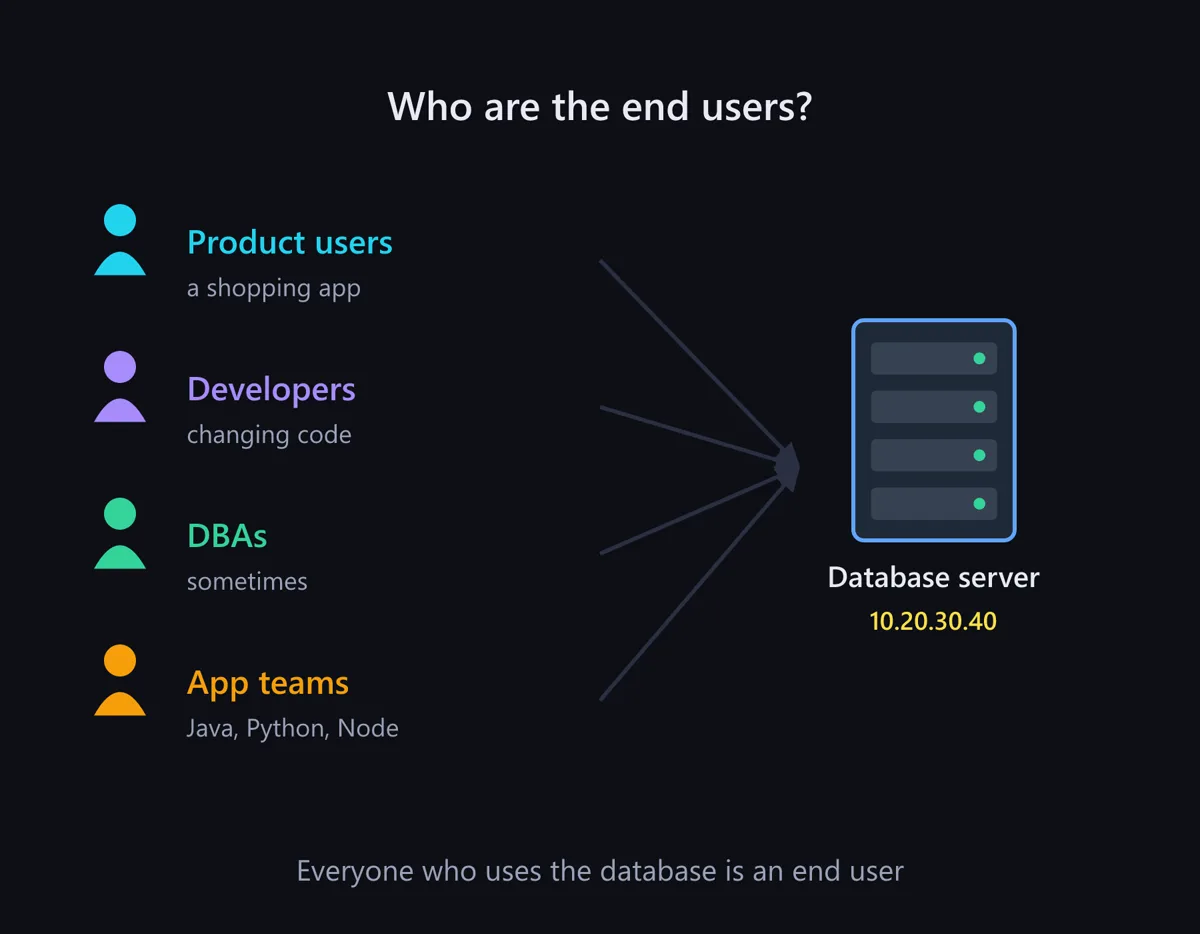 Who are the end users?
Product users
a shopping app
Developers
changing code
DBAs
sometimes
App teams
Java, Python, Node
Database server
10.20.30.40
Everyone who uses the database is an end user